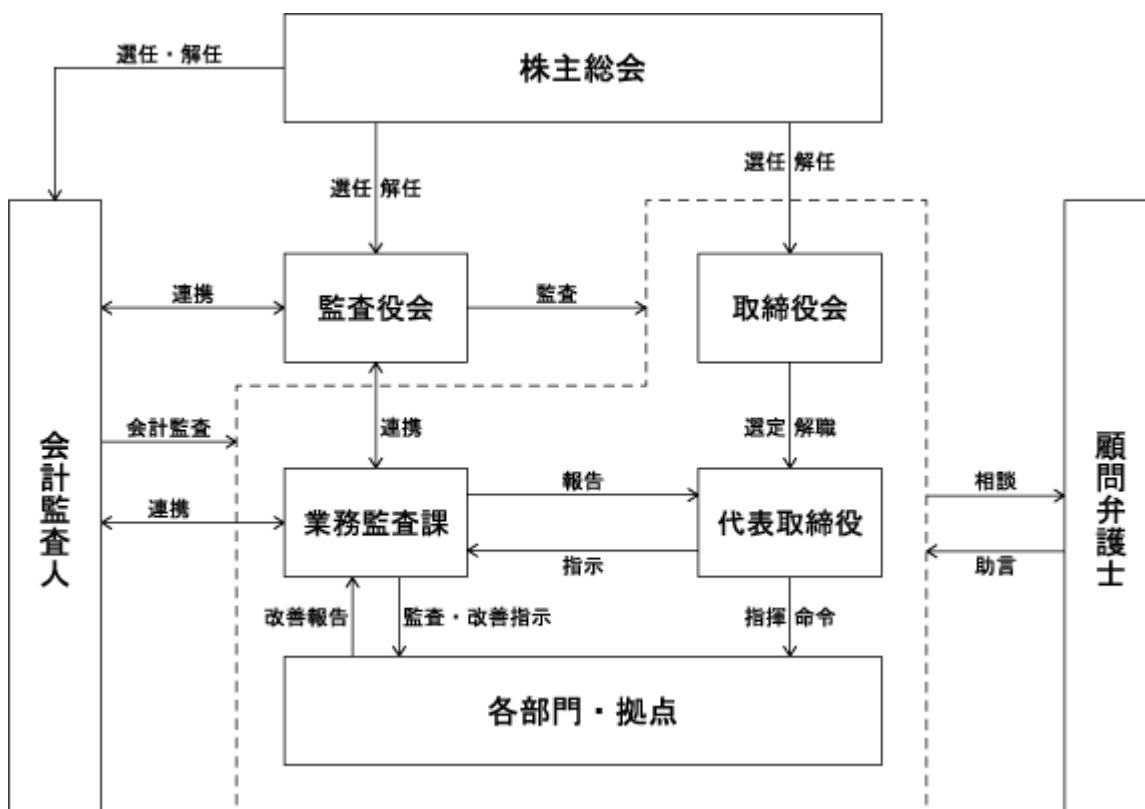 選任・解任
株主総会
選任 解任
選任 解任
連携
監査役会
監査
取締役会
会計監査人
会計監査
連携
選定 解職
顧問弁護士
連携
業務監査課
報告
指示
代表取締役
相談
助言
改善報告
監査・改善指示
指揮 命令
各部門・拠点